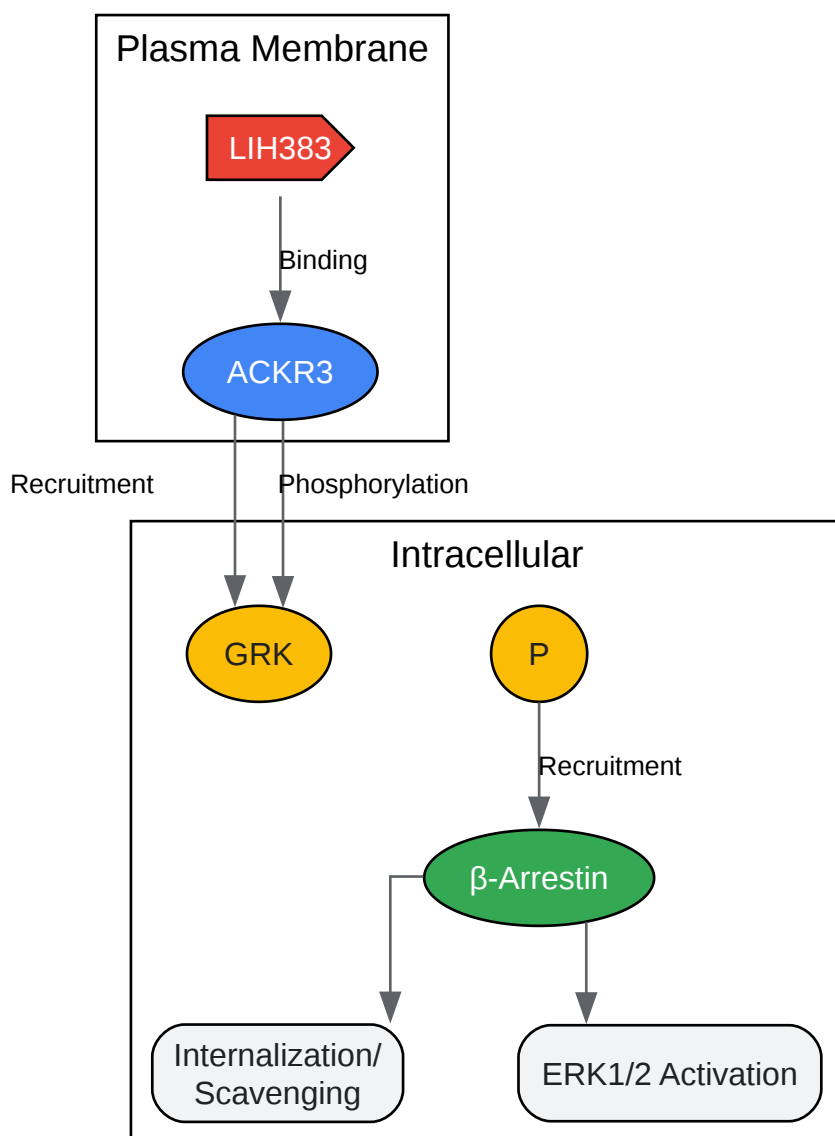 Plasma Membrane
LIH383
Binding
ACKR3
Recruitment
Phosphorylation
Intracellular
GRK
P
Recruitment
β-Arrestin
Internalization/
Scavenging
ERK1/2 Activation